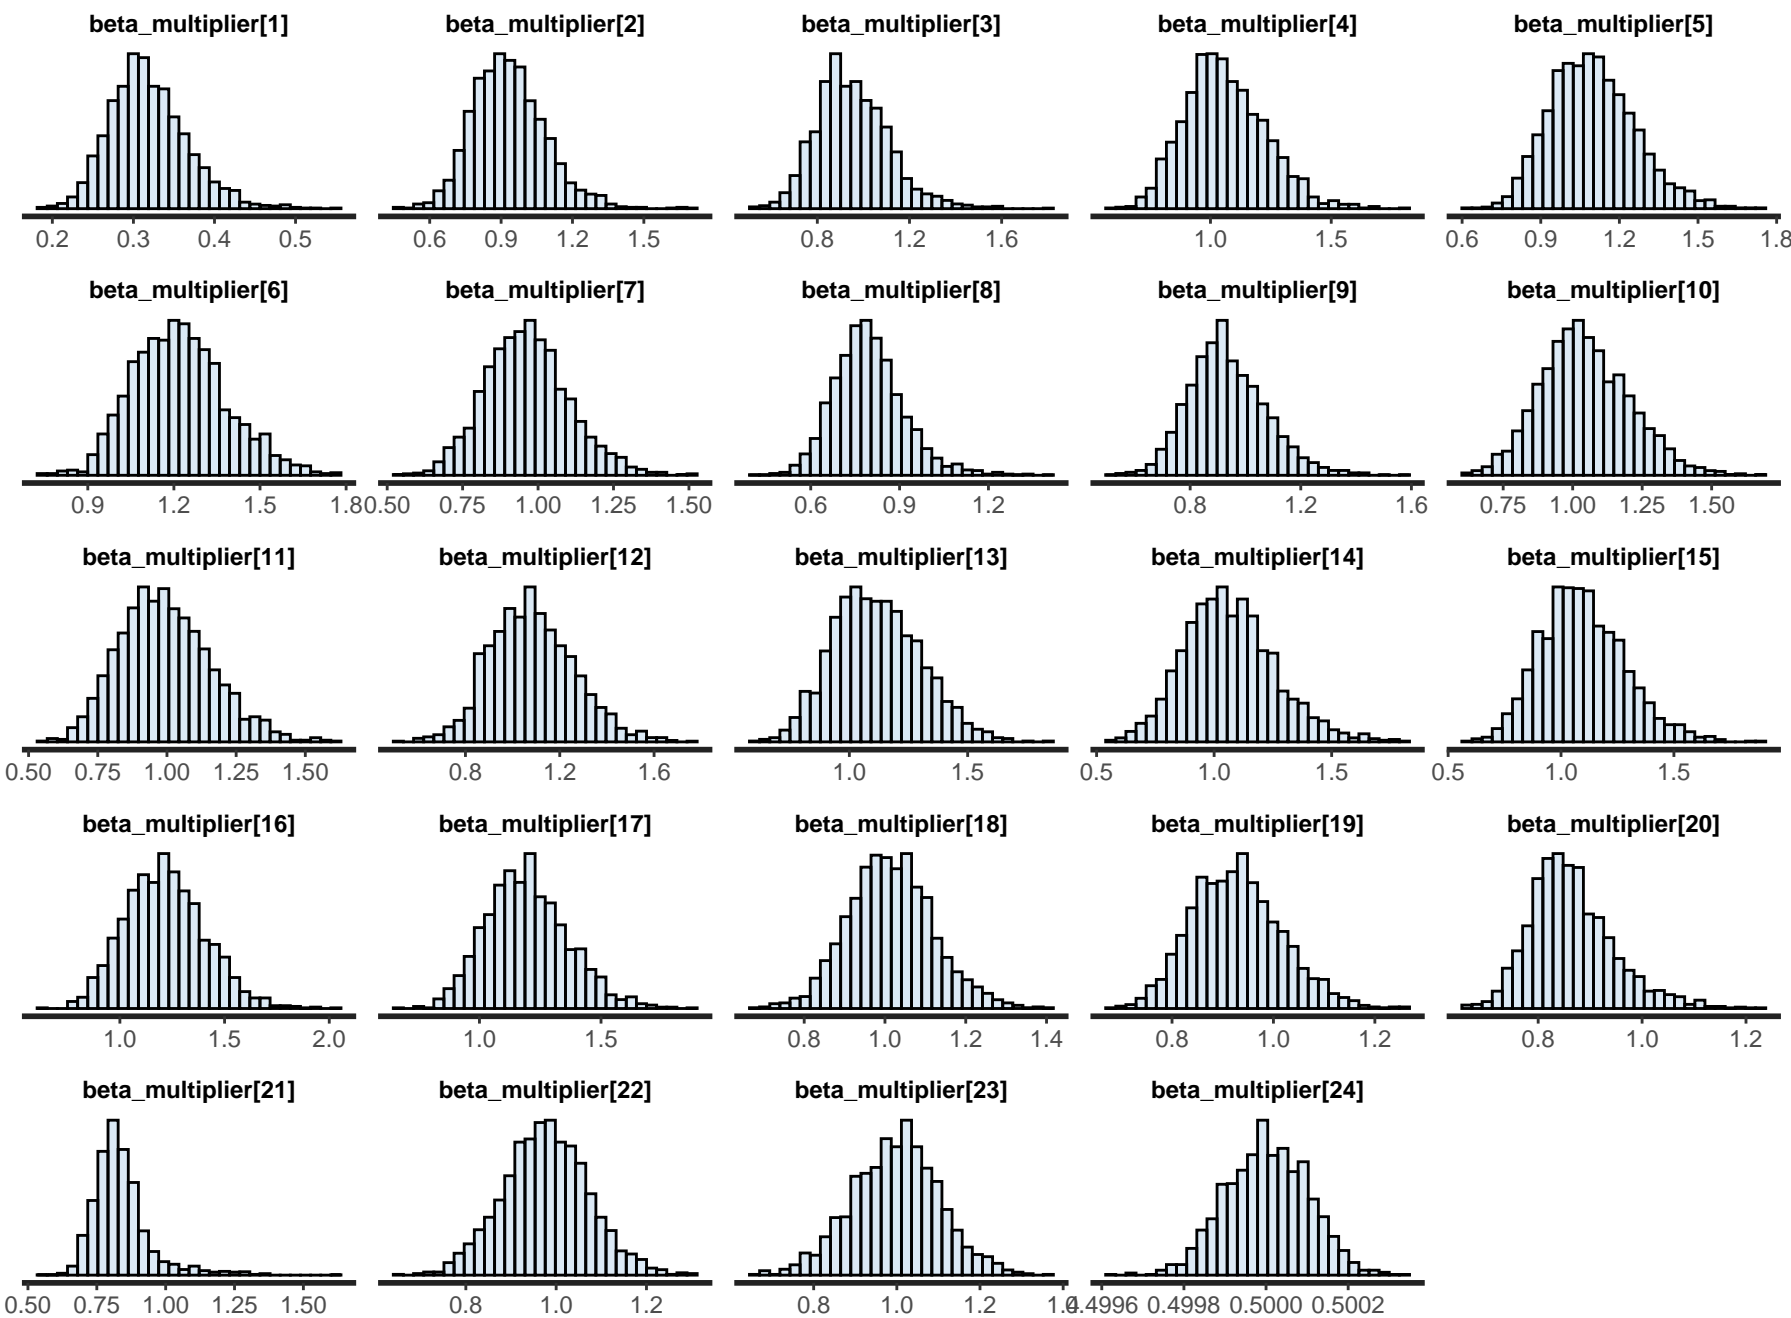 beta_multiplier[1] beta_multiplier[2] beta_multiplier[3] beta_multiplier[4] beta_multiplier[5]
0.2 0.3 0.4 0.5 0.6 0.9 1.2 1.5 0.8 1.2 1.6 1.0 1.5 0.6 0.9 1.2 1.5 1.8
beta_multiplier[6] beta_multiplier[7] beta_multiplier[8] beta_multiplier[9] beta_multiplier[10]
0.9 1.2 1.5 1.8 0.50 0.75 1.00 1.25 1.50 0.6 0.9 1.2 0.8 1.2 1.6 0.75 1.00 1.25 1.50
beta_multiplier[11] beta_multiplier[12] beta_multiplier[13] beta_multiplier[14] beta_multiplier[15]
0.50 0.75 1.00 1.25 1.50 0.8 1.2 1.6 1.0 1.5 0.5 1.0 1.5 0.5 1.0 1.5
beta_multiplier[16] beta_multiplier[17] beta_multiplier[18] beta_multiplier[19] beta_multiplier[20]
1.0 1.5 2.0 1.0 1.5 0.8 1.0 1.2 1.4 0.8 1.0 1.2 0.8 1.0 1.2
beta_multiplier[21] beta_multiplier[22] beta_multiplier[23] beta_multiplier[24]
0.50 0.75 1.00 1.25 1.50 0.8 1.0 1.2 0.8 1.0 1.2 1.4 0.4996 0.4998 0.5000 0.5002